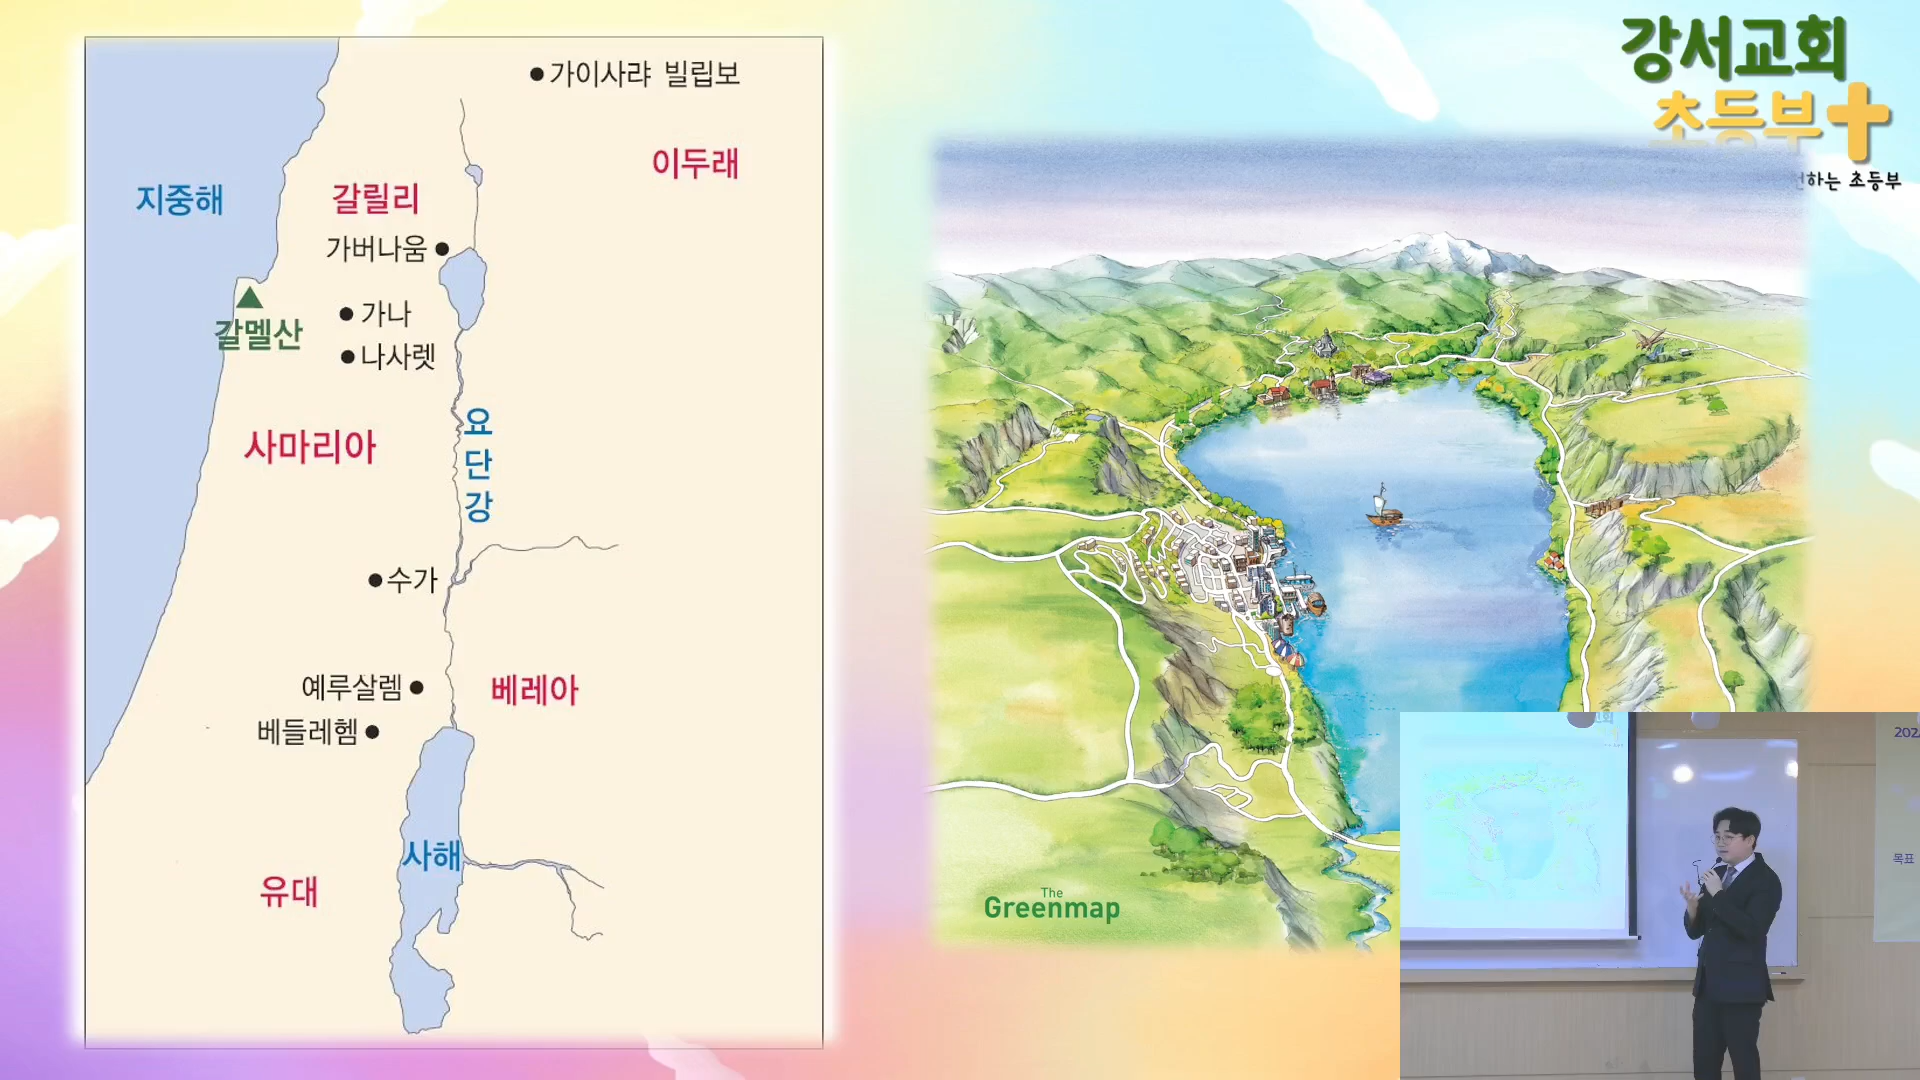 가이사랴 빌립보
이두래
지중해
갈릴리
가버나움
갈멜산
가나
나사렛
요단강
사마리아
수가
예루살렘
베레아
베들레헴
사해
유대
강서교회
초등부
하는 초등부
The
Greenmap
202
목표